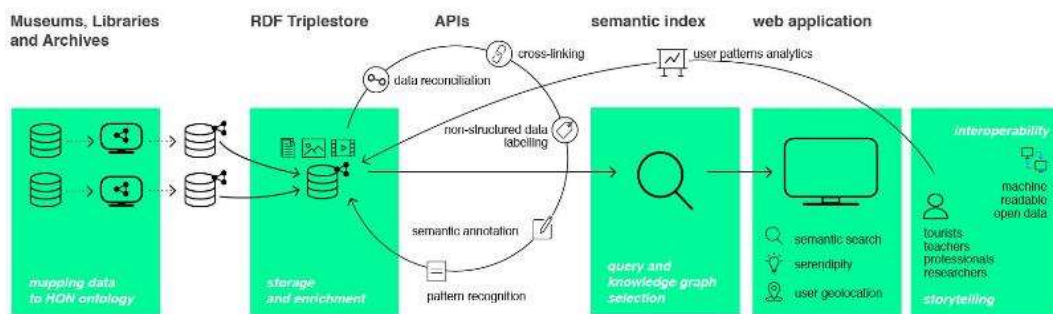 Museums, Libraries
and Archives
RDF Triplestore
APIs
semantic index
web application
cross-linking
data reconciliation
user patterns analytics
non-structured data
labelling
semantic annotation
pattern recognition
mapping data
to HON ontology
storage
and enrichment
query and
knowledge graph
selection
semantic search
serendipity
user geolocation
interoperability
machine
readable
open data
tourists
teachers
professionals
researchers
storytelling